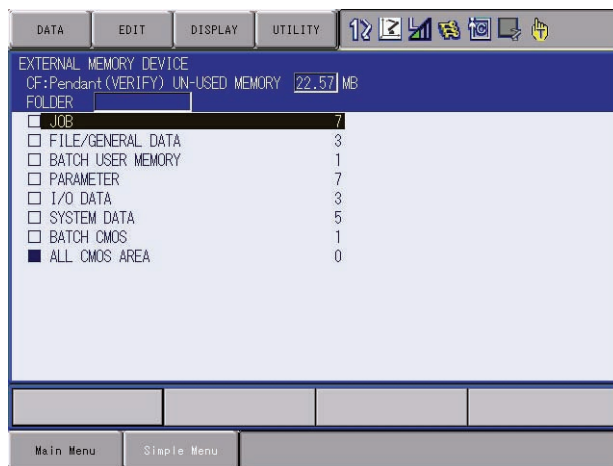 DATA EDIT DISPLAY UTILITY
EXTERNAL MEMORY DEVICE
CF:Pendant(VERIFY) UN-USED MEMORY 22.57 MB
FOLDER
JOB 7
FILE/GENERAL DATA 3
BATCH USER MEMORY 1
PARAMETER 7
I/O DATA 3
SYSTEM DATA 5
BATCH CMOS 1
ALL CMOS AREA 0
Main Menu Simple Menu